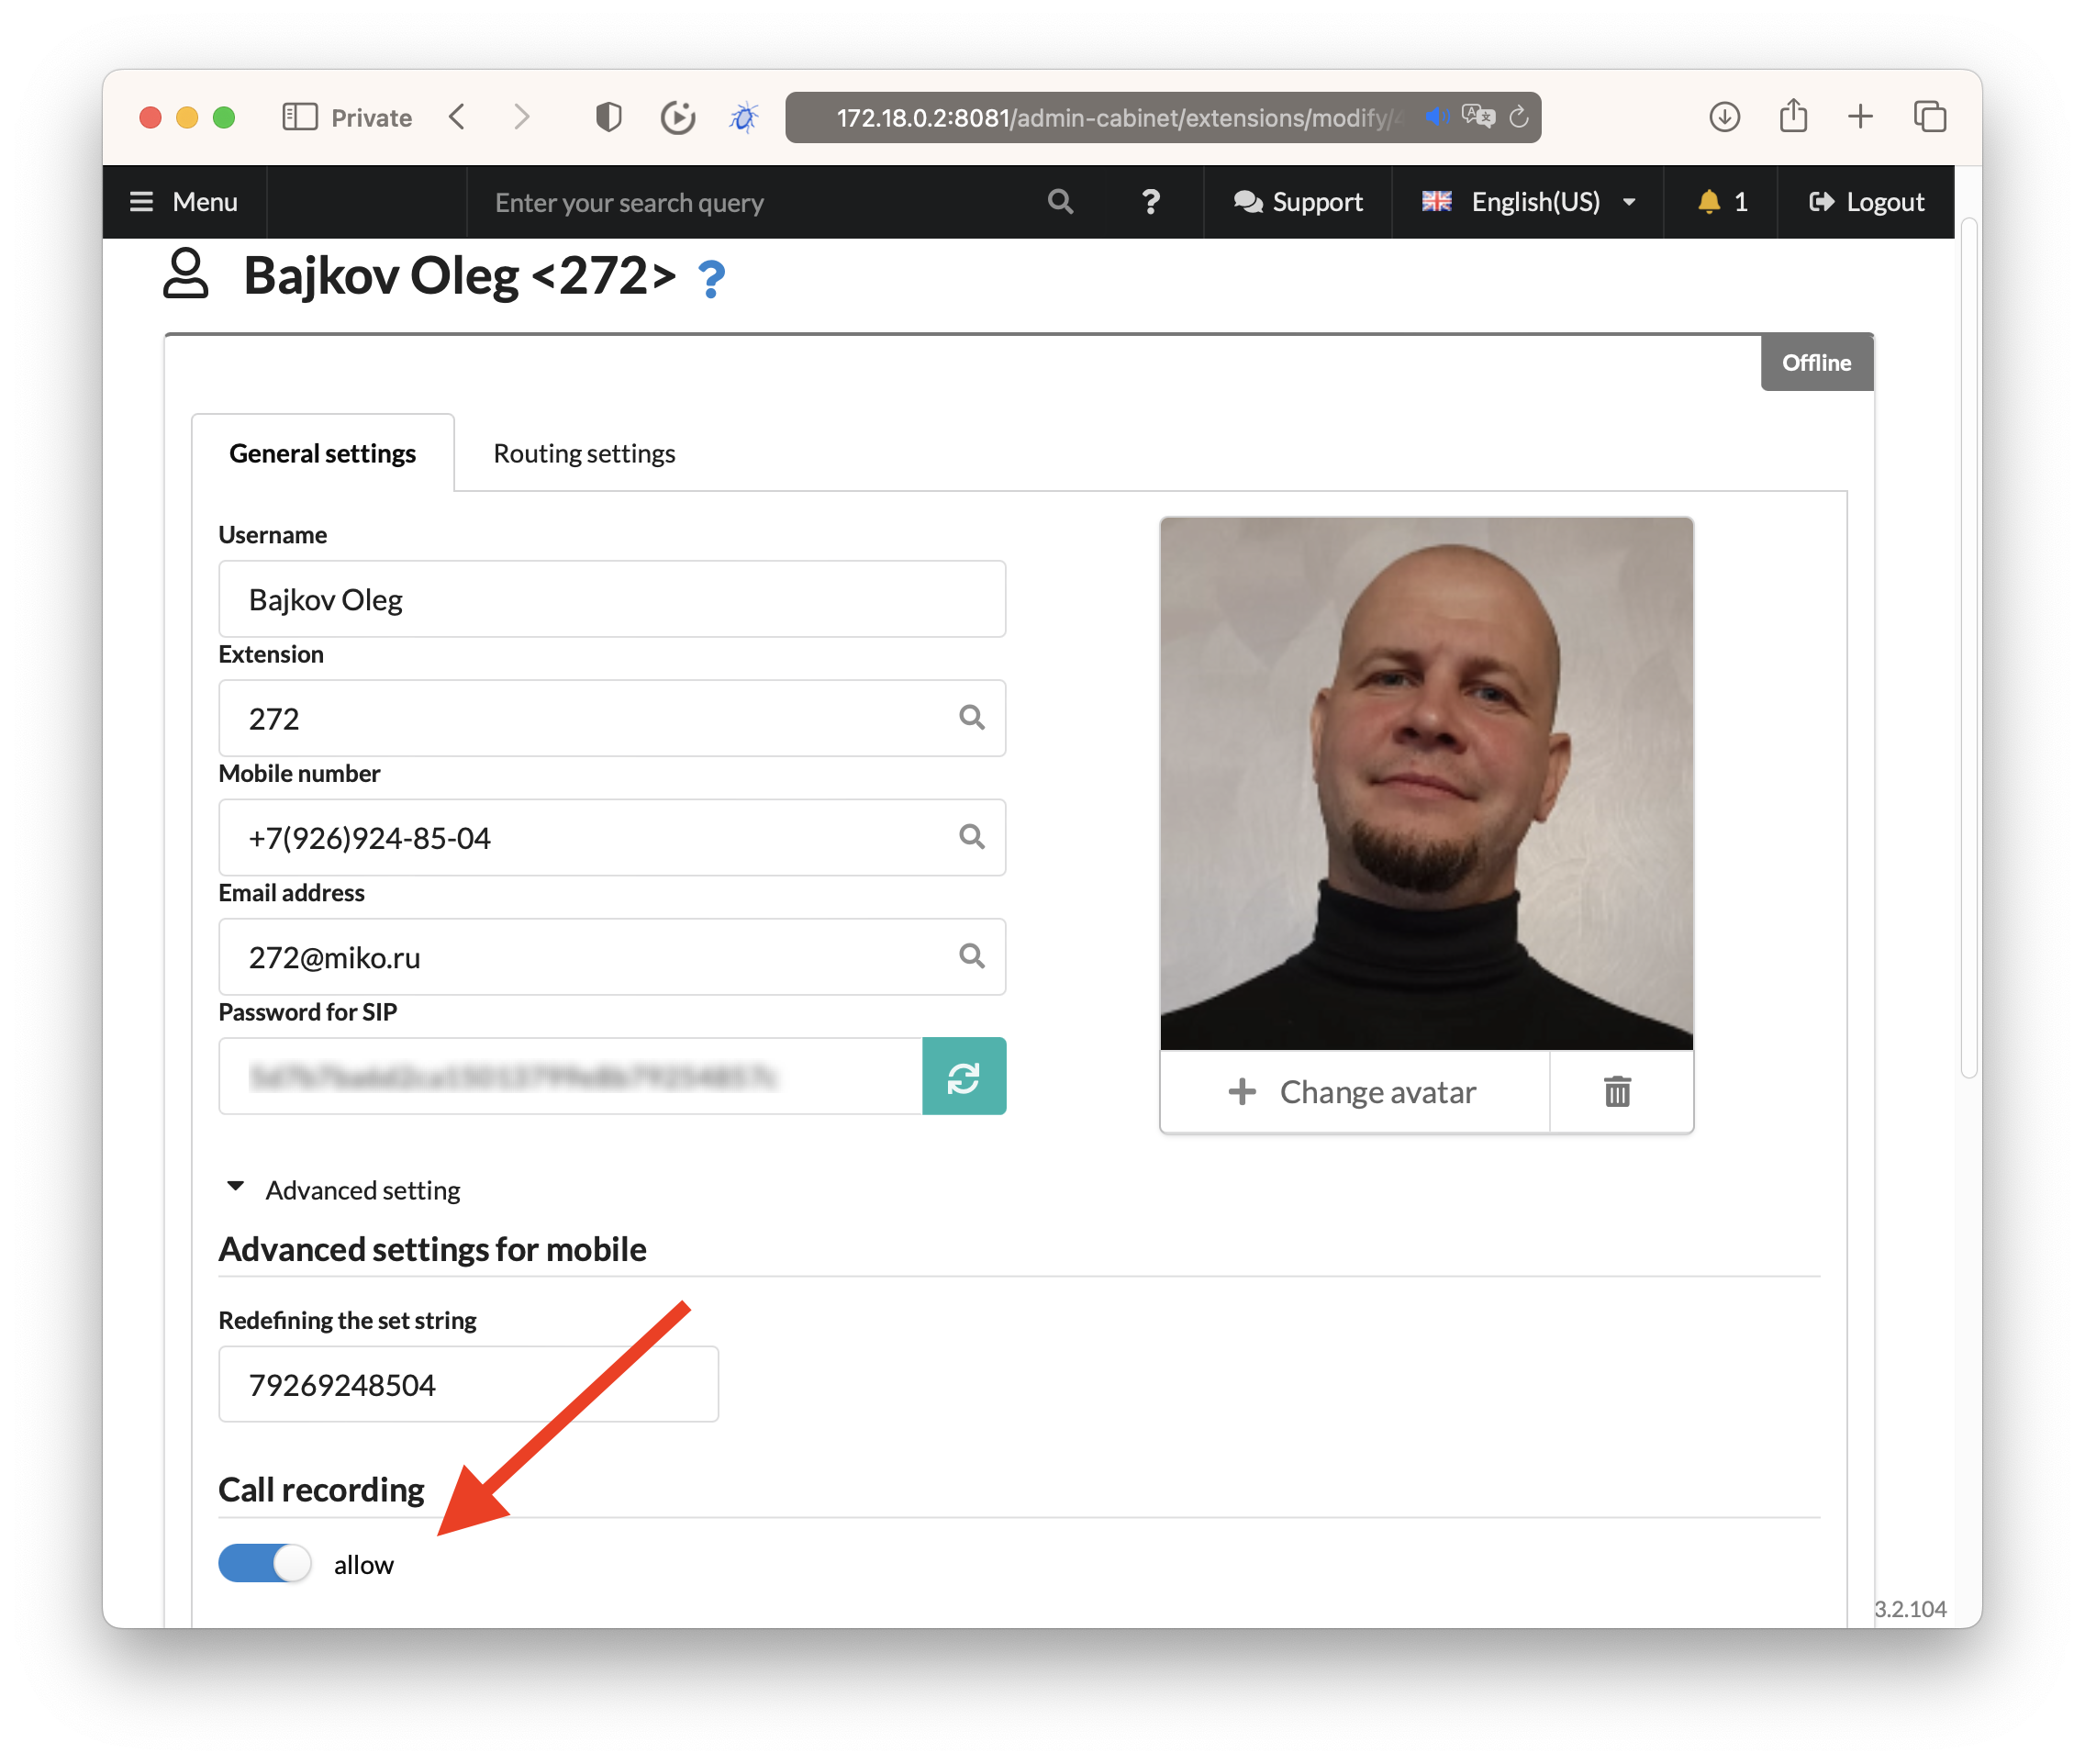 Private
172.18.0.2:8081/admin-cabinet/extensions/modify/
Menu
Enter your search query
?
Support
English(US)
1
Logout
Bajkov Oleg <272> ?
Offline
General settings
Routing settings
Username
Bajkov Oleg
Extension
272
Mobile number
+7(926)924-85-04
Email address
272@miko.ru
Password for SIP
Change avatar
Advanced setting
Advanced settings for mobile
Redefining the set string
79269248504
Call recording
allow
3.2.104